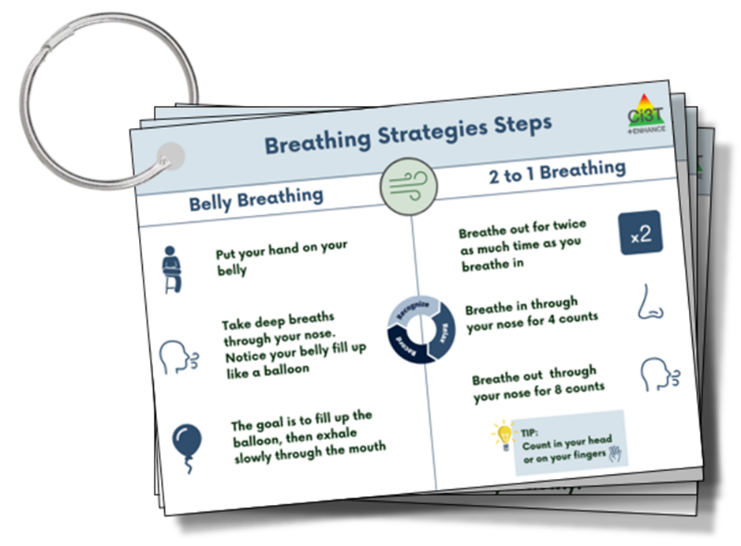 Breathing Strategies Steps
Ci3T
ENHANCE
Belly Breathing
2 to 1 Breathing
Put your hand on your
belly
Take deep breaths
through your nose.
Notice your belly fill up
like a balloon
The goal is to fill up the
balloon, then exhale
slowly through the mouth
Recognize
Relax
Record
Breathe out for twice
as much time as you
breathe in
x2
Breathe in through
your nose for 4 counts
Breathe out through
your nose for 8 counts
TIP:
Count in your head
or on your fingers